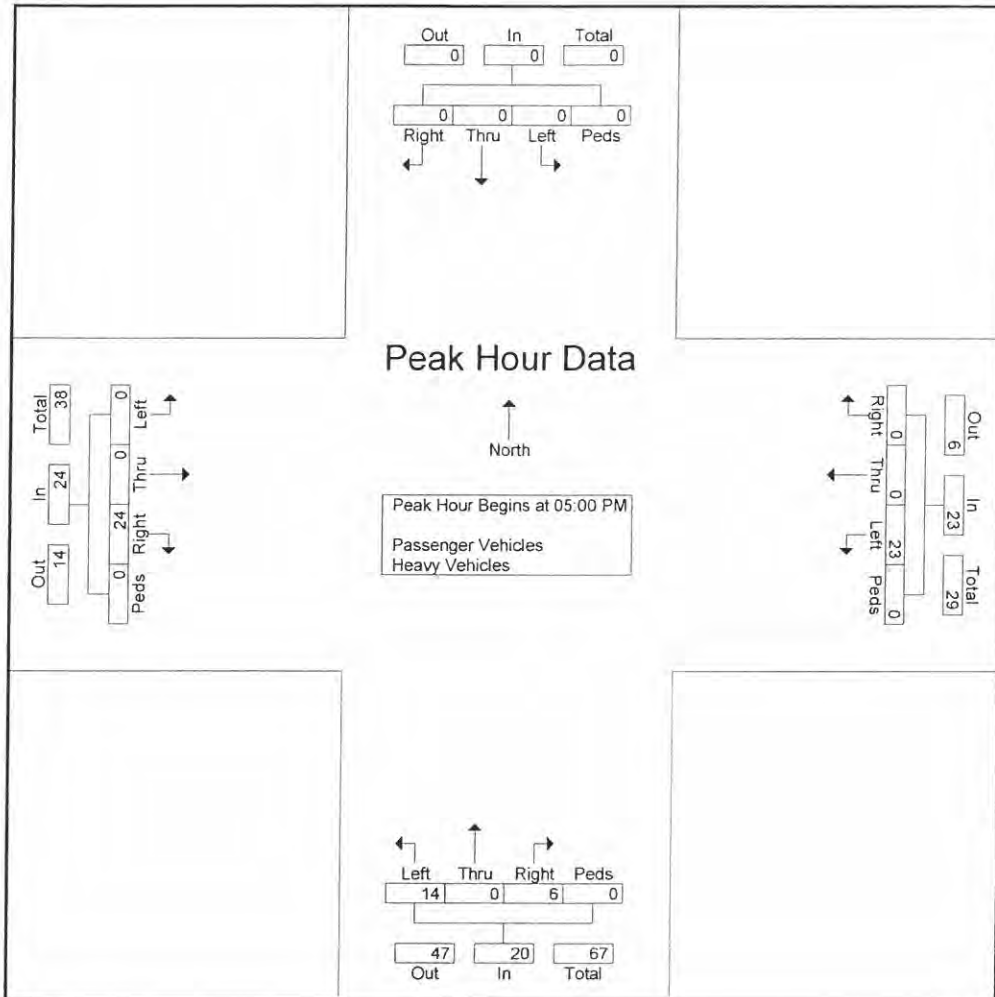 Out In Total
0 0 0
0 0 0 0
Right Thru Left Peds
Peak Hour Data
North
Peak Hour Begins at 05:00 PM
Passenger Vehicles
Heavy Vehicles
Out In Total
14 24 38
0 0 24 0
Left Thru Right Peds
Out In Total
6 23 29
0 0 23 0
Right Thru Left Peds
Left Thru Right Peds
14 0 6 0
47 20 67
Out In Total